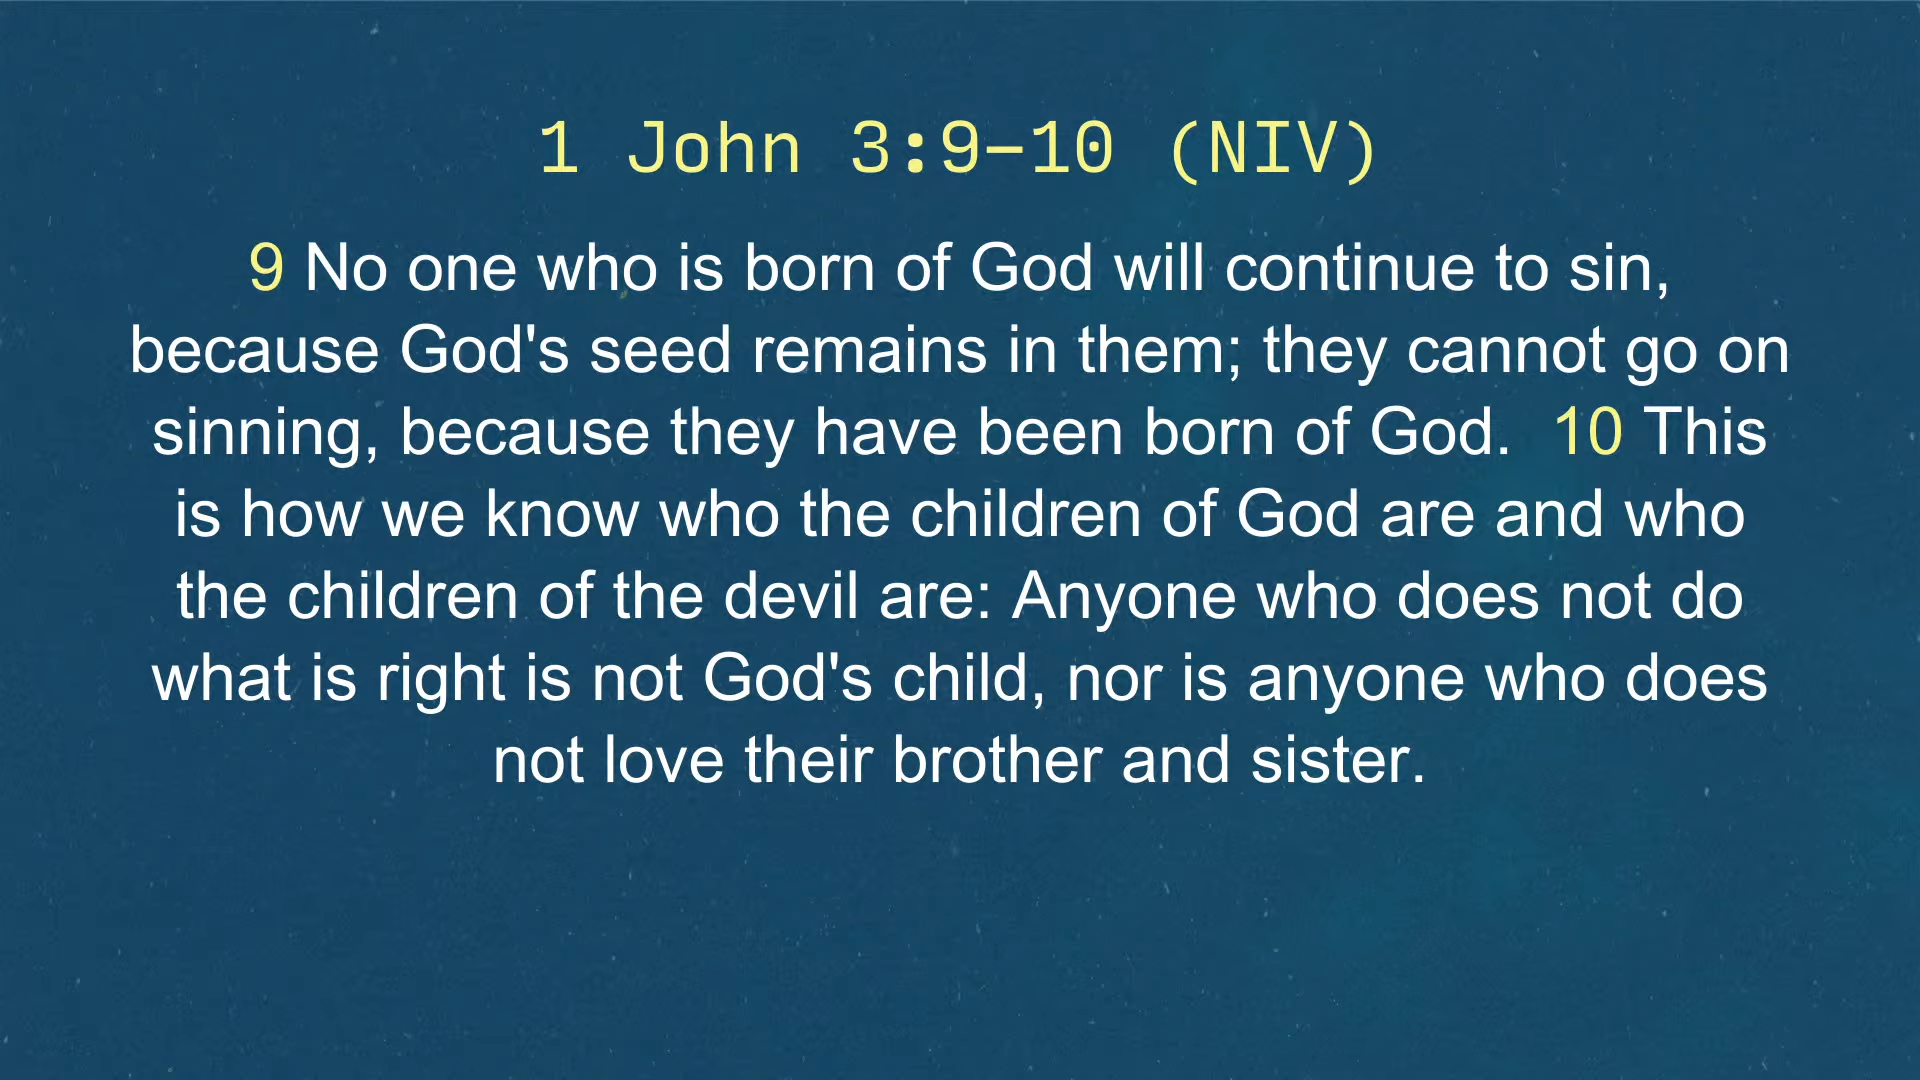 1 John 3:9–10 (NIV)
9 No one who is born of God will continue to sin,
because God's seed remains in them; they cannot go on
sinning, because they have been born of God.  10 This
is how we know who the children of God are and who
the children of the devil are: Anyone who does not do
what is right is not God's child, nor is anyone who does
not love their brother and sister.